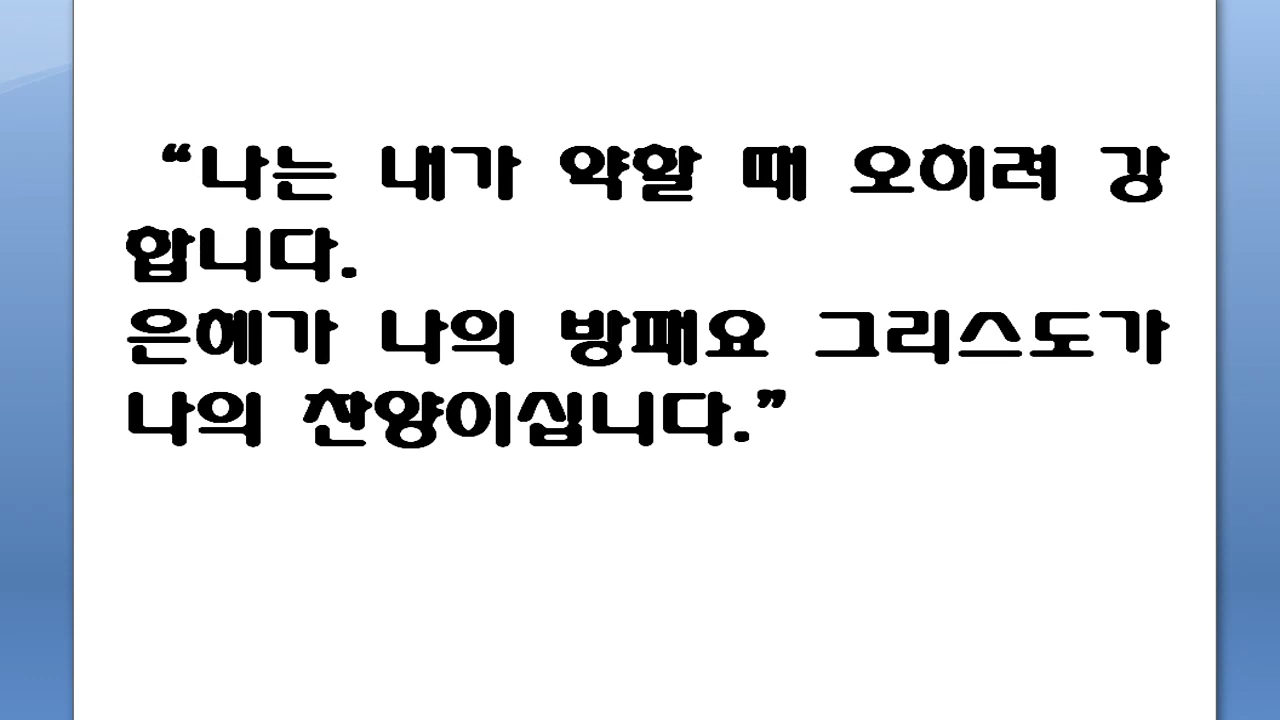 “나는 내가 약할 때 오히려 강
합니다.
은혜가 나의 방패요 그리스도가
나의 찬양이십니다.”